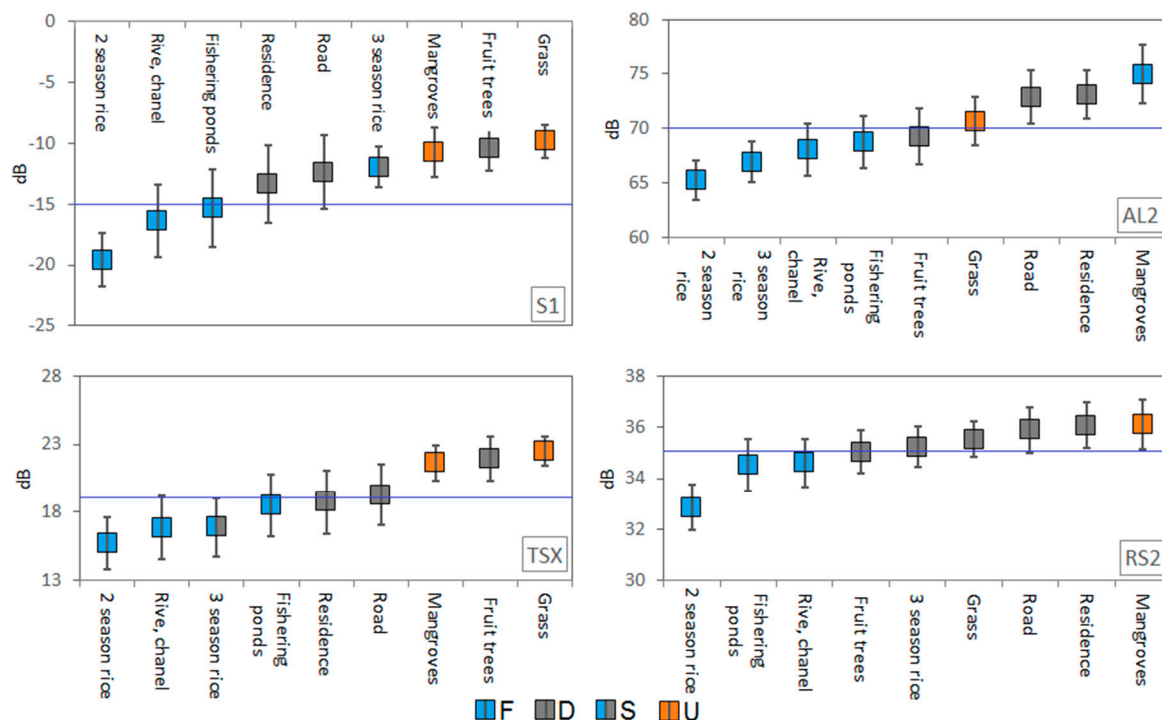 0
-5
-10
-15
-20
-25
dB
2 season rice
Rive, chanel
Fishering ponds
Residence
Road
3 season rice
Mangroves
Fruit trees
Grass
S1
80
75
70
65
60
dB
2 season
rice
3 season
rice
Rive,
chanel
Fishering
ponds
Fruit trees
Grass
Road
Residence
Mangroves
AL2
28
23
18
13
dB
2 season rice
Rive, chanel
3 season rice
Fishering
ponds
Residence
Road
Mangroves
Fruit trees
Grass
TSX
38
36
34
32
30
dB
2 season rice
Fishering
ponds
Rive, chanel
Fruit trees
3 season rice
Grass
Road
Residence
Mangroves
RS2
F D S U